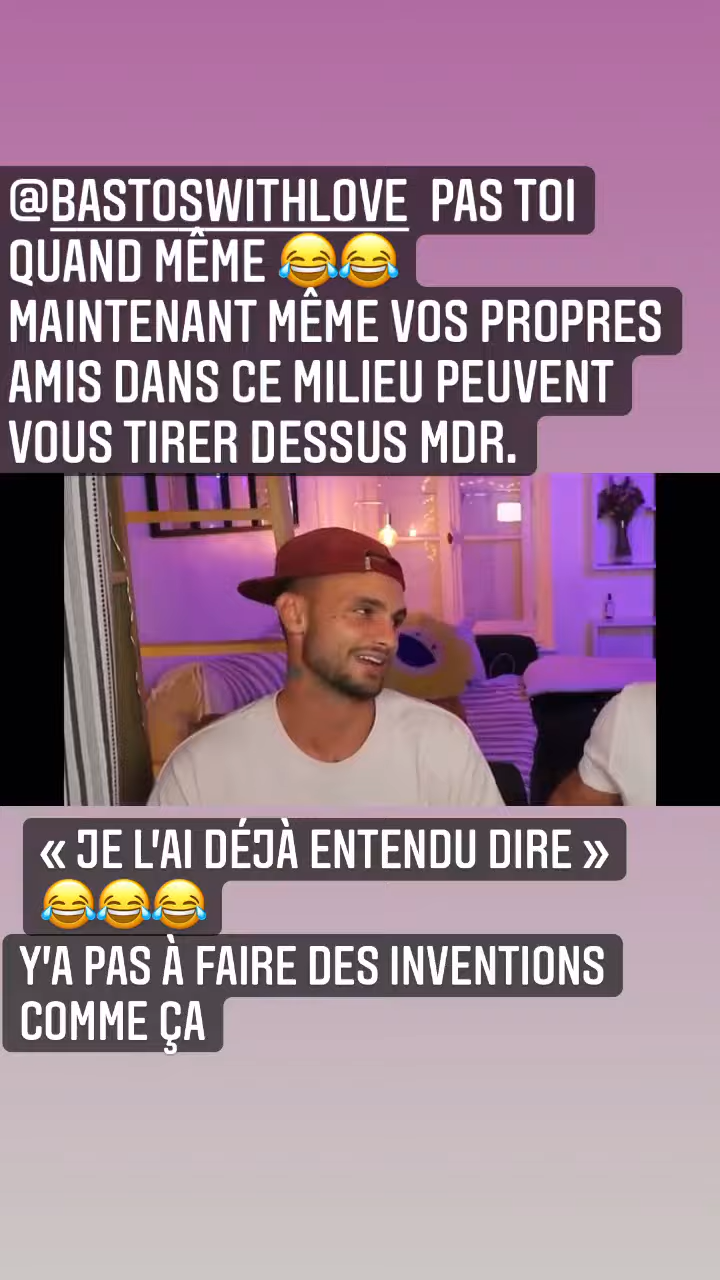 @BASTOSWITHLOVE PAS TOI
QUAND MÊME 😂😂
MAINTENANT MÊME VOS PROPRES
AMIS DANS CE MILIEU PEUVENT
VOUS TIRER DESSUS MDR.
« JE L'AI DÉJÀ ENTENDU DIRE »
😂😂😂
Y'A PAS À FAIRE DES INVENTIONS
COMME ÇA